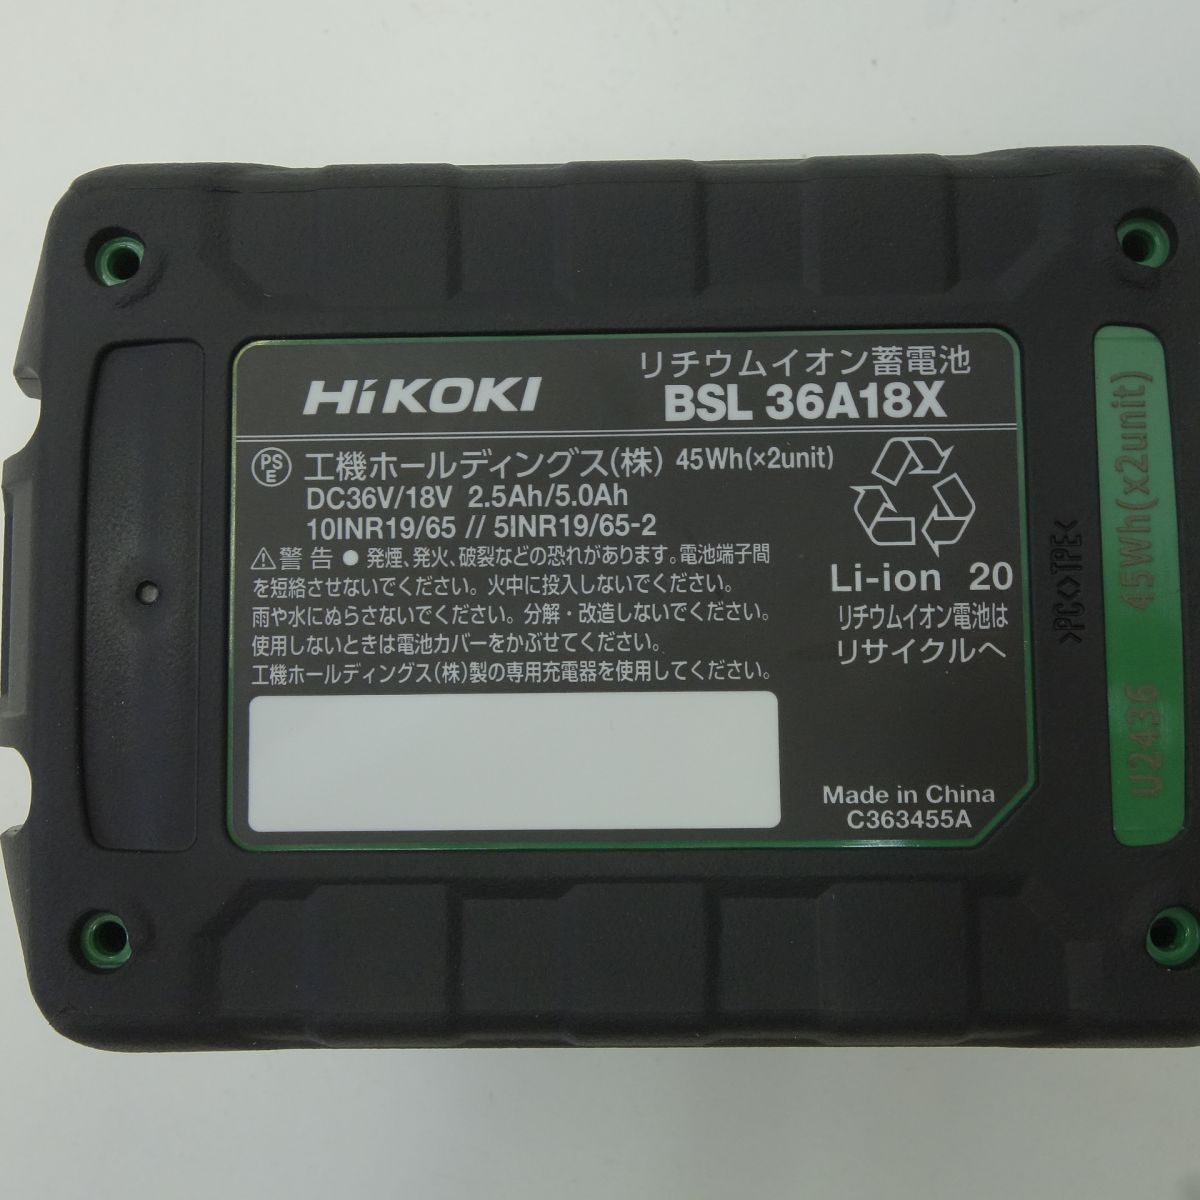 HiKOKI
リチウムイオン蓄電池
BSL 36A18X
PS
E
工機ホールディングス(株) 45Wh(×2unit)
DC36V/18V 2.5Ah/5.0Ah
10INR19/65 // 5INR19/65-2
⚠警告 ● 発煙、発火、破裂などの恐れがあります。電池端子間
を短絡させないでください。火中に投入しないでください。
雨や水にぬらさないでください。分解・改造しないでください。
使用しないときは電池カバーをかぶせてください。
工機ホールディングス(株)製の専用充電器を使用してください。
Li-ion 20
リチウムイオン電池は
リサイクルへ
Made in China
C363455A
>PC<>TPE<
U2436 45Wh(x2unit)